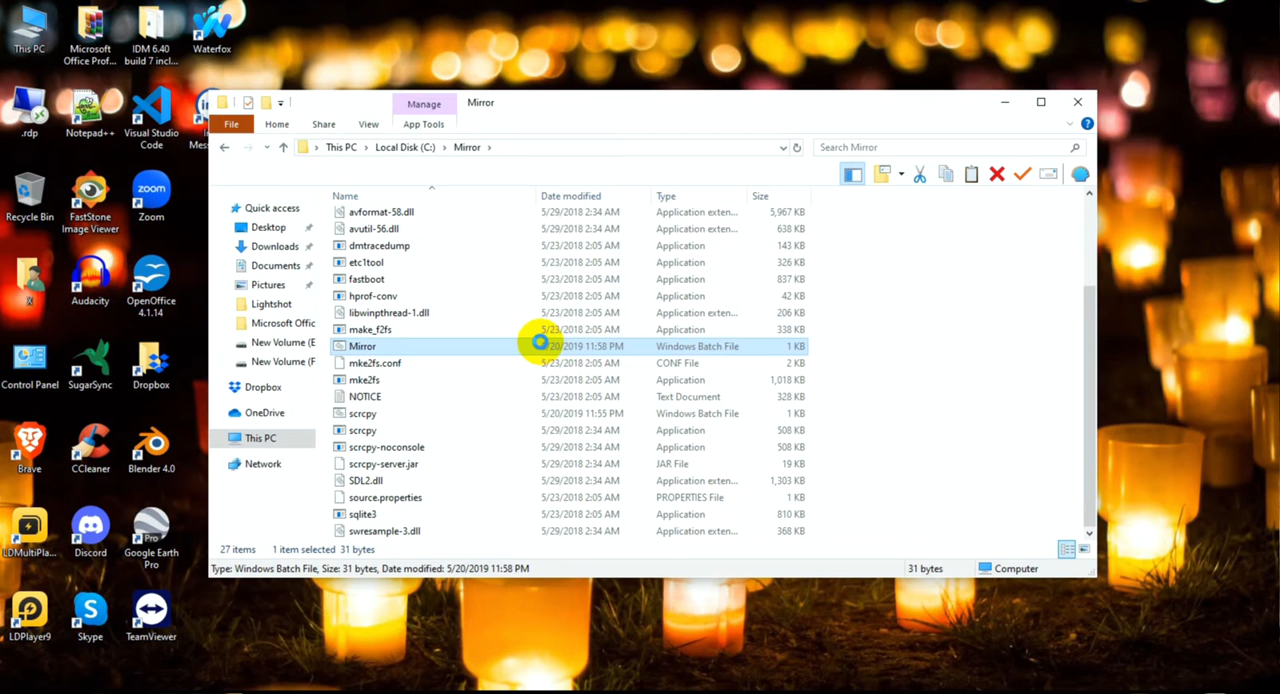 This PC
Microsoft
Office Prof...
IDM 6.40
build 7 incl...
Waterfox
.rdp
Notepad++
Visual Studio
Code
Recycle Bin
FastStone
Image Viewer
Zoom
zoom
X
Audacity
OpenOffice
4.1.14
Control Panel
SugarSync
Dropbox
Brave
CCleaner
Blender 4.0
LDMultiPla...
Discord
Pro
Google Earth
Pro
LDPlayer9
Skype
TeamViewer
Manage
Mirror
File
Home
Share
View
App Tools
This PC
Local Disk (C:)
Mirror
Search Mirror
Name
Date modified
Type
Size
Quick access
Desktop
Downloads
Documents
Pictures
Lightshot
Microsoft Offic
New Volume (E
New Volume (F
Dropbox
OneDrive
This PC
Network
avformat-58.dll 5/29/2018 2:34 AM Application exten... 5,967 KB
avutil-56.dll 5/29/2018 2:34 AM Application exten... 638 KB
dmtracedump 5/23/2018 2:05 AM Application 143 KB
etc1tool 5/23/2018 2:05 AM Application 326 KB
fastboot 5/23/2018 2:05 AM Application 837 KB
hprof-conv 5/23/2018 2:05 AM Application 42 KB
libwinpthread-1.dll 5/23/2018 2:05 AM Application exten... 206 KB
make_f2fs 5/23/2018 2:05 AM Application 338 KB
Mirror 11:58 PM Windows Batch File 1 KB
mke2fs.conf 5/23/2018 2:05 AM CONF File 2 KB
mke2fs 5/23/2018 2:05 AM Application 1,018 KB
NOTICE 5/23/2018 2:05 AM Text Document 328 KB
scrcpy 5/20/2019 11:55 PM Windows Batch File 1 KB
scrcpy 5/29/2018 2:34 AM Application 508 KB
scrcpy-noconsole 5/29/2018 2:34 AM Application 508 KB
scrcpy-server.jar 5/29/2018 2:34 AM JAR File 19 KB
SDL2.dll 5/29/2018 2:34 AM Application exten... 1,303 KB
source.properties 5/23/2018 2:05 AM PROPERTIES File 1 KB
sqlite3 5/23/2018 2:05 AM Application 810 KB
swresample-3.dll 5/29/2018 2:34 AM Application exten... 368 KB
27 items 1 item selected 31 bytes
Type: Windows Batch File, Size: 31 bytes, Date modified: 5/20/2019 11:58 PM
31 bytes
Computer